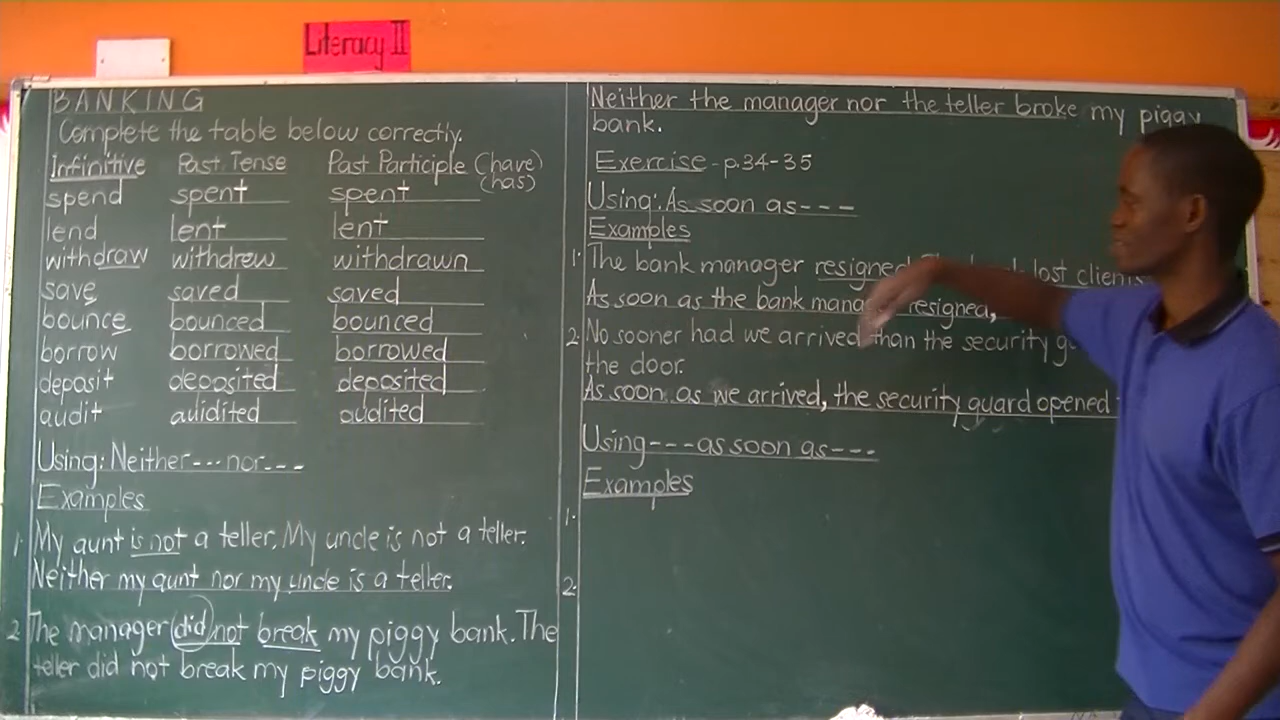 Literacy II
BANKING
Complete the table below correctly.
Infinitive Past Tense Past Participle (have)
(has)
spend spent spent
lend lent lent
withdraw withdrew withdrawn
save saved saved
bounce bounced bounced
borrow borrowed borrowed
deposit deposited deposited
audit audited audited
Using: Neither --- nor ---
Examples
1. My aunt is not a teller. My uncle is not a teller.
Neither my aunt nor my uncle is a teller.
2. The manager did not break my piggy bank. The
teller did not break my piggy bank.
Neither the manager nor the teller broke my piggy
bank.
Exercise - p.34-35
Using: As soon as ---
Examples
1. The bank manager resigned lost clients
As soon as the bank manager resigned,
2. No sooner had we arrived than the security
the door.
As soon as we arrived, the security guard opened
Using --- as soon as ---
Examples
1.
2.